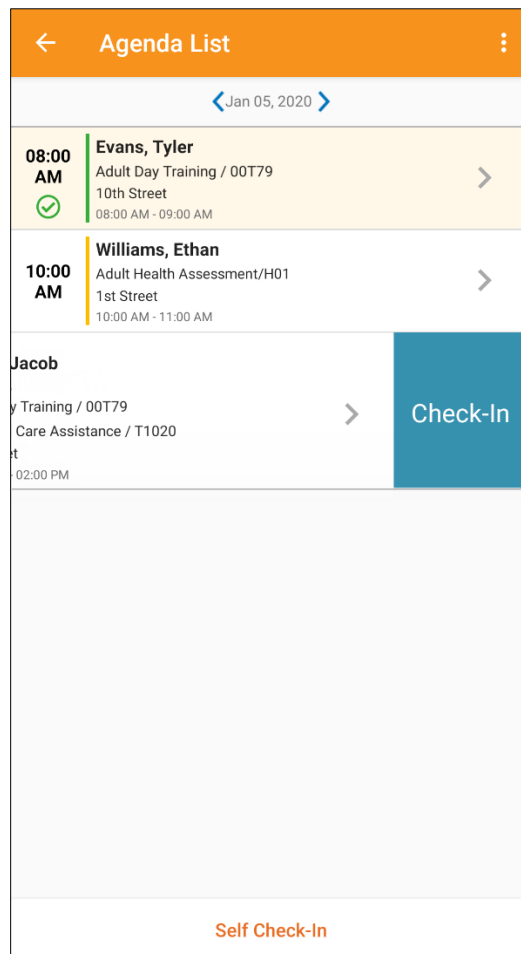 Agenda List
Jan 05, 2020
08:00 AM
Evans, Tyler
Adult Day Training / 00T79
10th Street
08:00 AM - 09:00 AM
10:00 AM
Williams, Ethan
Adult Health Assessment/H01
1st Street
10:00 AM - 11:00 AM
Jacob
y Training / 00T79
Care Assistance / T1020
et
- 02:00 PM
Check-In
Self Check-In